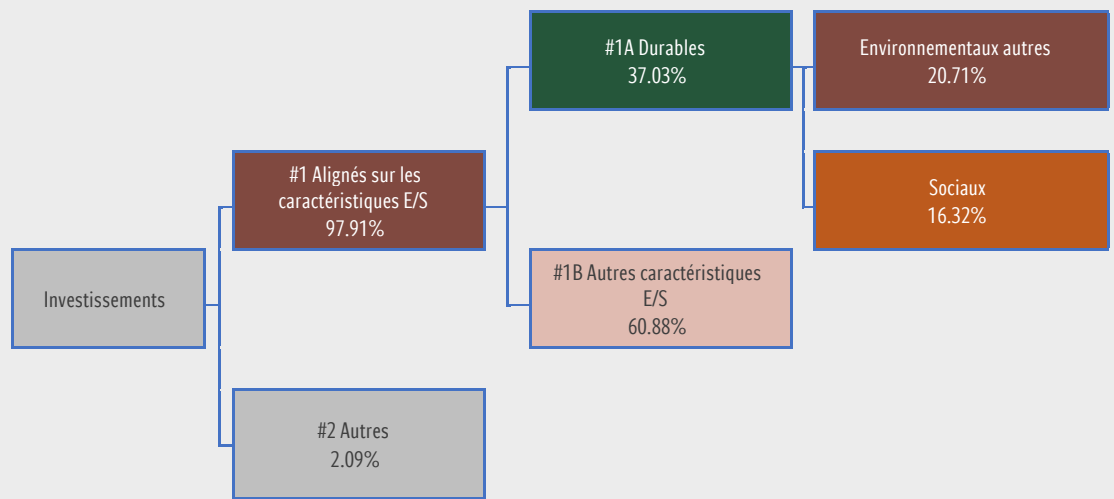 #1A Durables
37.03%
Environnementaux autres
20.71%
#1 Alignés sur les
caractéristiques E/S
97.91%
Sociaux
16.32%
Investissements
#1B Autres caractéristiques
E/S
60.88%
#2 Autres
2.09%